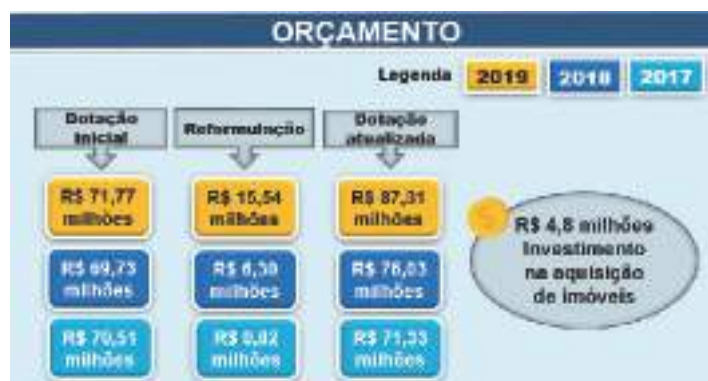 ORÇAMENTO
Legenda 2019 2018 2017
Dotação
Inicial
Reformulação
Dotação
atualizada
R$ 71,77
milhões
R$ 15,54
milhões
R$ 87,31
milhões
R$ 4,8 milhões
Investimento
na aquisição
de imóveis
R$ 69,73
milhões
R$ 6,30
milhões
R$ 76,03
milhões
R$ 70,51
milhões
R$ 0,82
milhões
R$ 71,33
milhões